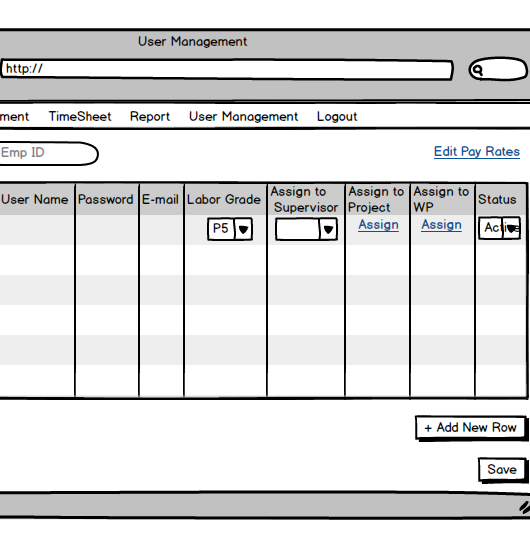 User Management
http://
ment TimeSheet Report User Management Logout
Emp ID
Edit Pay Rates
User Name Password E-mail Labor Grade Assign to Supervisor Assign to Project Assign to WP Status
P5 Assign Assign Active
+ Add New Row
Save